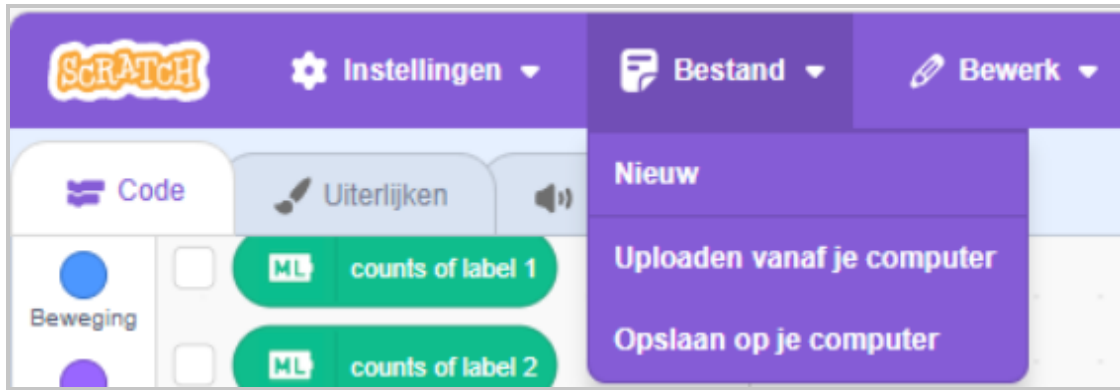 SCRATCH Instellingen Bestand Bewerk
Code Uiterlijken
Nieuw
Uploaden vanaf je computer
Opslaan op je computer
Beweging
ML counts of label 1
ML counts of label 2